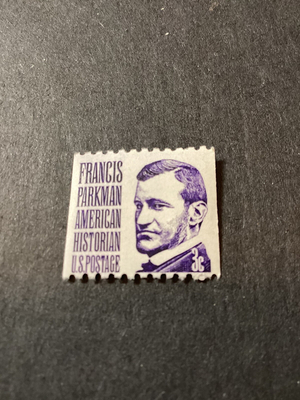 FRANCIS
PARKMAN
AMERICAN
HISTORIAN
U.S. POSTAGE
3c